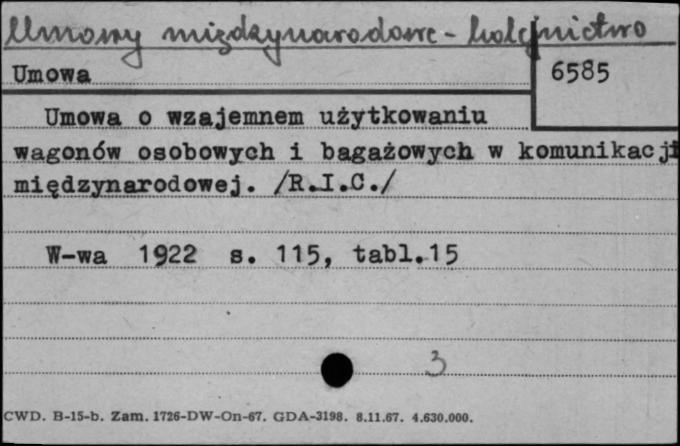 Umowy międzynarodowe - kolejnictwo
Umowa
6585
Umowa o wzajemnem użytkowaniu
wagonów osobowych i bagażowych w komunikacji
międzynarodowej. /R.I.C./
W-wa 1922 s. 115, tabl.15
3
CWD. B-15-b. Zam. 1726-DW-On-67. GDA-3198. 8.11.67. 4.630.000.